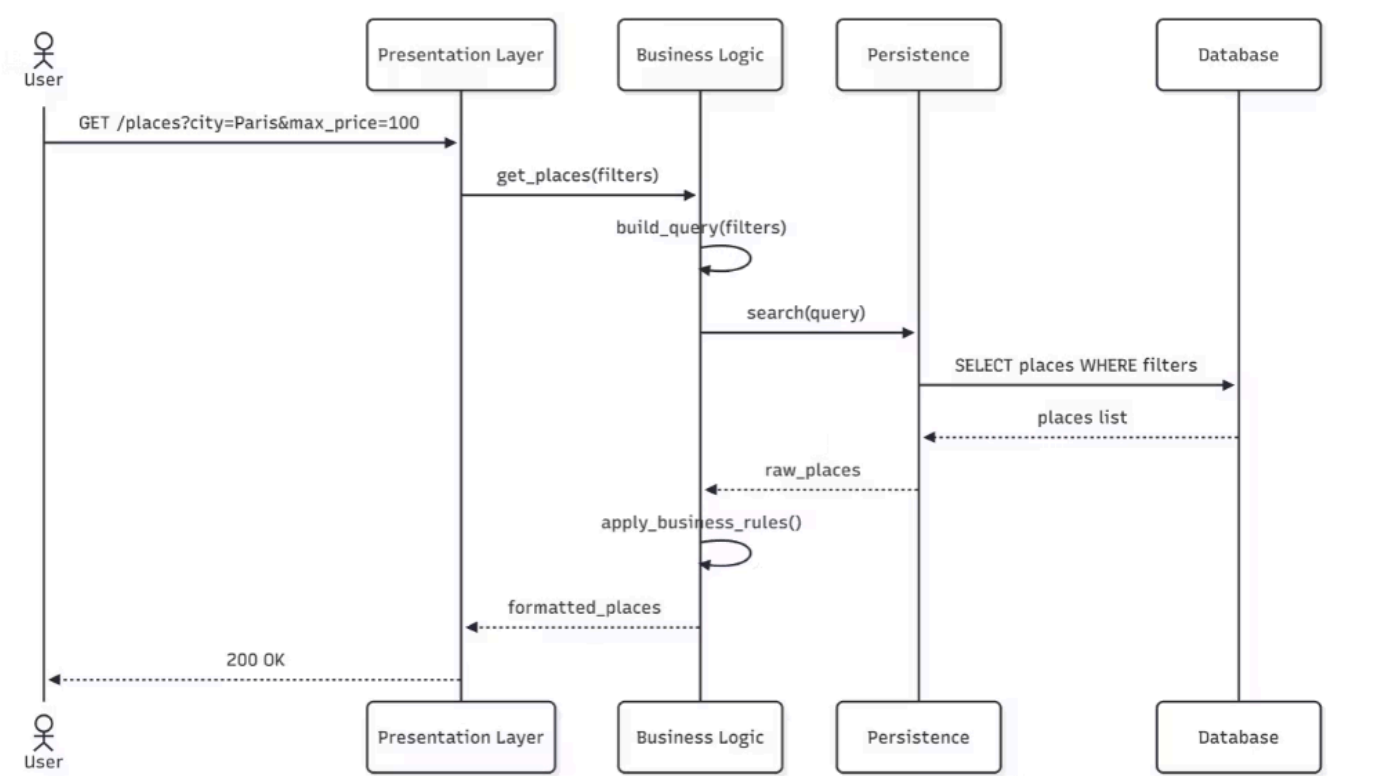 User
Presentation Layer
Business Logic
Persistence
Database
GET /places?city=Paris&max_price=100
get_places(filters)
build_query(filters)
search(query)
SELECT places WHERE filters
places list
raw_places
apply_business_rules()
formatted_places
200 OK
User
Presentation Layer
Business Logic
Persistence
Database